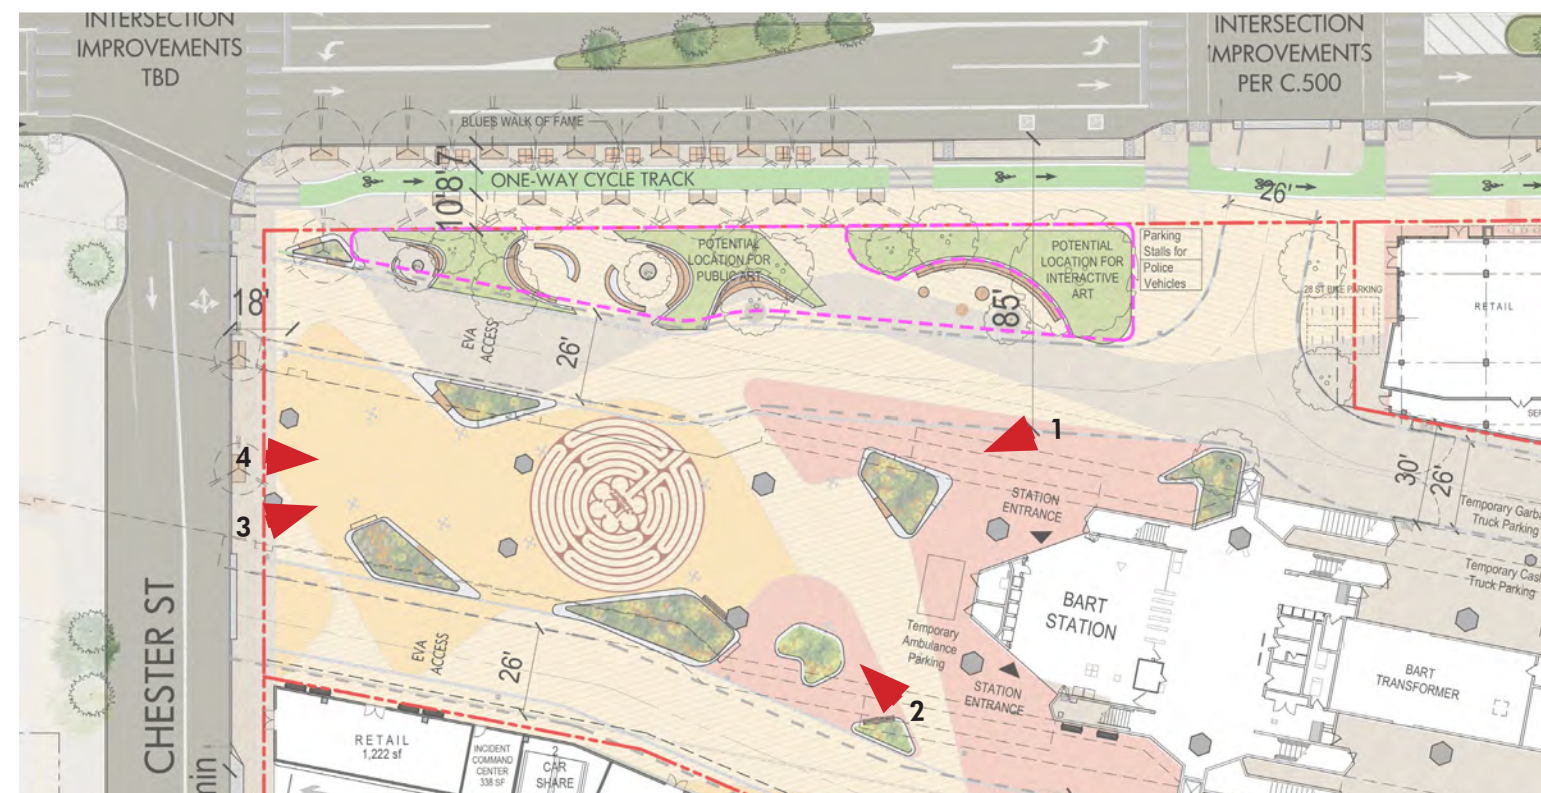 INTERSECTION
IMPROVEMENTS
TBD
INTERSECTION
IMPROVEMENTS
PER C.500
BLUES WALK OF FAME
7'
8'
10'
ONE-WAY CYCLE TRACK
26'
POTENTIAL
LOCATION FOR
PUBLIC ART
POTENTIAL
LOCATION FOR
INTERACTIVE
ART
Parking
Stalls for
Police
Vehicles
28 ST BIKE PARKING
RETAIL
18'
EVA
ACCESS
26'
85'
1
4
3
STATION
ENTRANCE
30'
26'
Truck Parking
Temporary
Truck Parking
BART
STATION
Temporary
Ambulance
Parking
STATION
ENTRANCE
BART
TRANSFORMER
2
CHESTER ST
EVA
ACCESS
26'
RETAIL
1,222 sf
INCIDENT
COMMAND
CENTER
338 SF
2
CAR
SHARE